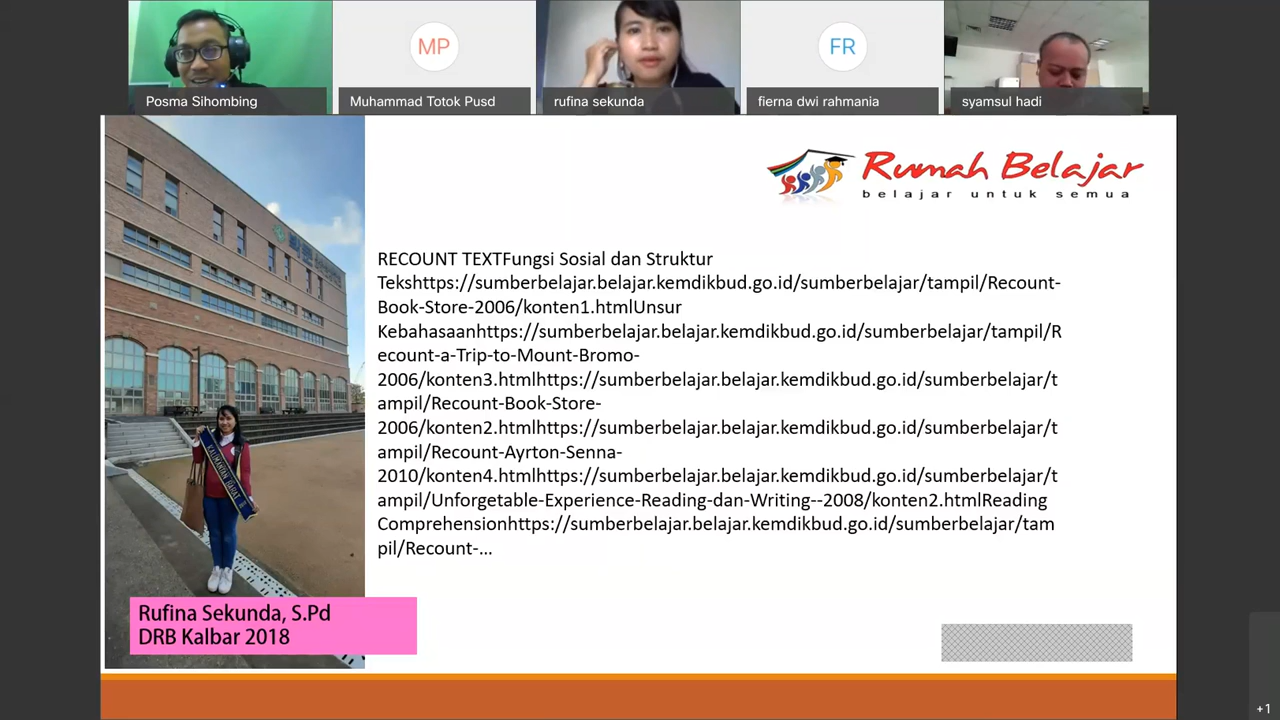 MP
FR
Posma Sihombing
Muhammad Totok Pusd
rufina sekunda
fierna dwi rahmania
syamsul hadi
Rumah Belajar
belajar untuk semua
RECOUNT TEXTFungsi Sosial dan Struktur
Tekshttps://sumberbelajar.belajar.kemdikbud.go.id/sumberbelajar/tampil/Recount-
Book-Store-2006/konten1.htmlUnsur
Kebahasaanhttps://sumberbelajar.belajar.kemdikbud.go.id/sumberbelajar/tampil/R
ecount-a-Trip-to-Mount-Bromo-
2006/konten3.htmlhttps://sumberbelajar.belajar.kemdikbud.go.id/sumberbelajar/t
ampil/Recount-Book-Store-
2006/konten2.htmlhttps://sumberbelajar.belajar.kemdikbud.go.id/sumberbelajar/t
ampil/Recount-Ayrton-Senna-
2010/konten4.htmlhttps://sumberbelajar.belajar.kemdikbud.go.id/sumberbelajar/t
ampil/Unforgetable-Experience-Reading-dan-Writing--2008/konten2.htmlReading
Comprehensionhttps://sumberbelajar.belajar.kemdikbud.go.id/sumberbelajar/tam
pil/Recount-...
KALIMANTAN BARAT
Rufina Sekunda, S.Pd
DRB Kalbar 2018
+1